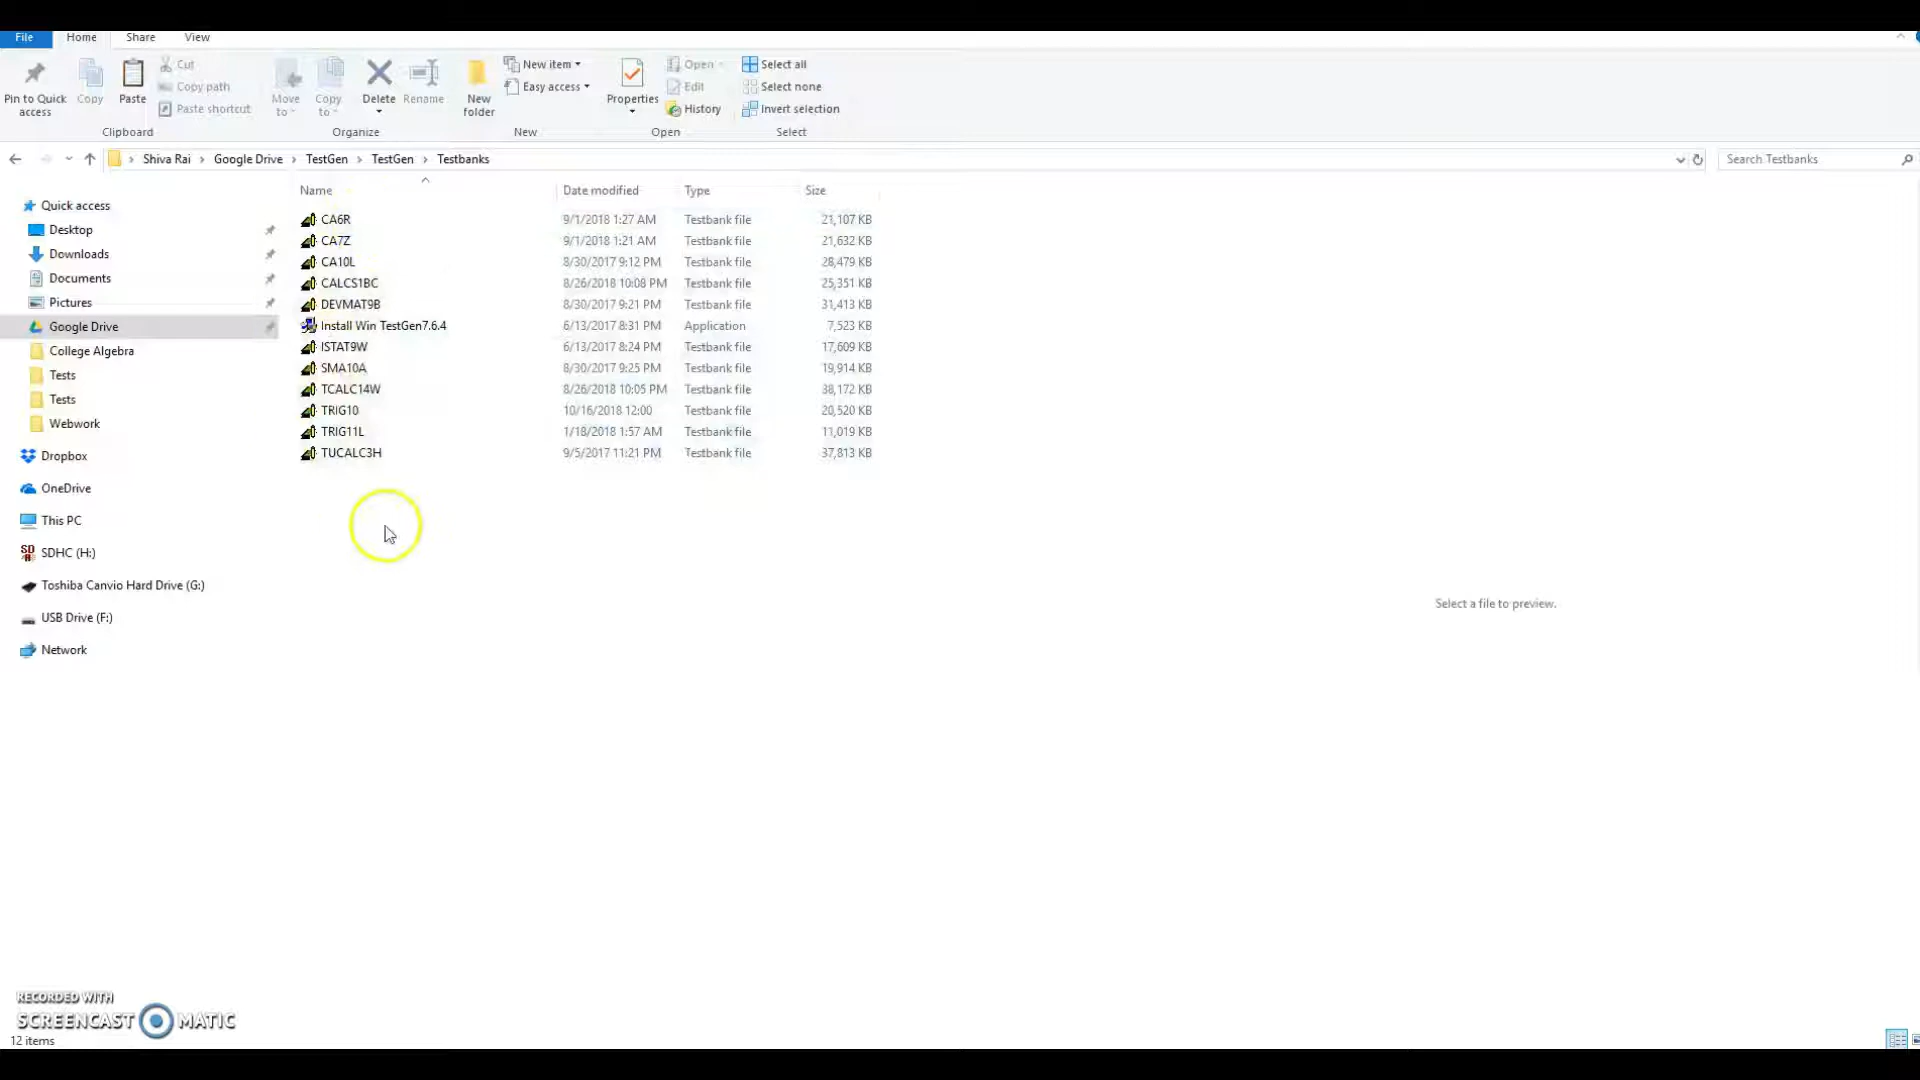 File Home Share View
Pin to Quick access
Copy
Paste
Cut
Copy path
Paste shortcut
Clipboard
Move to
Copy to
Delete
Rename
Organize
New folder
New item
Easy access
New
Properties
Open
Edit
History
Open
Select all
Select none
Invert selection
Select
Shiva Rai › Google Drive › TestGen › TestGen › Testbanks
Search Testbanks
Quick access
Desktop
Downloads
Documents
Pictures
Google Drive
College Algebra
Tests
Tests
Webwork
Dropbox
OneDrive
This PC
SDHC (H:)
Toshiba Canvio Hard Drive (G:)
USB Drive (F:)
Network
Name Date modified Type Size
CA6R 9/1/2018 1:27 AM Testbank file 21,107 KB
CA7Z 9/1/2018 1:21 AM Testbank file 21,632 KB
CA10L 8/30/2017 9:12 PM Testbank file 28,479 KB
CALCS1BC 8/26/2018 10:08 PM Testbank file 25,351 KB
DEVMAT9B 8/30/2017 9:21 PM Testbank file 31,413 KB
Install Win TestGen7.6.4 6/13/2017 8:31 PM Application 7,523 KB
ISTAT9W 6/13/2017 8:24 PM Testbank file 17,609 KB
SMA10A 8/30/2017 9:25 PM Testbank file 19,914 KB
TCALC14W 8/26/2018 10:05 PM Testbank file 38,172 KB
TRIG10 10/16/2018 12:00 Testbank file 20,520 KB
TRIG11L 1/18/2018 1:57 AM Testbank file 11,019 KB
TUCALC3H 9/5/2017 11:21 PM Testbank file 37,813 KB
Select a file to preview.
RECORDED WITH
SCREENCAST MATIC
12 items